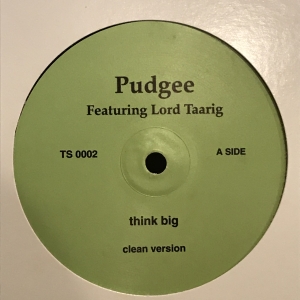 Pudgee
Featuring Lord Taarig
TS 0002
A SIDE
think big
clean version